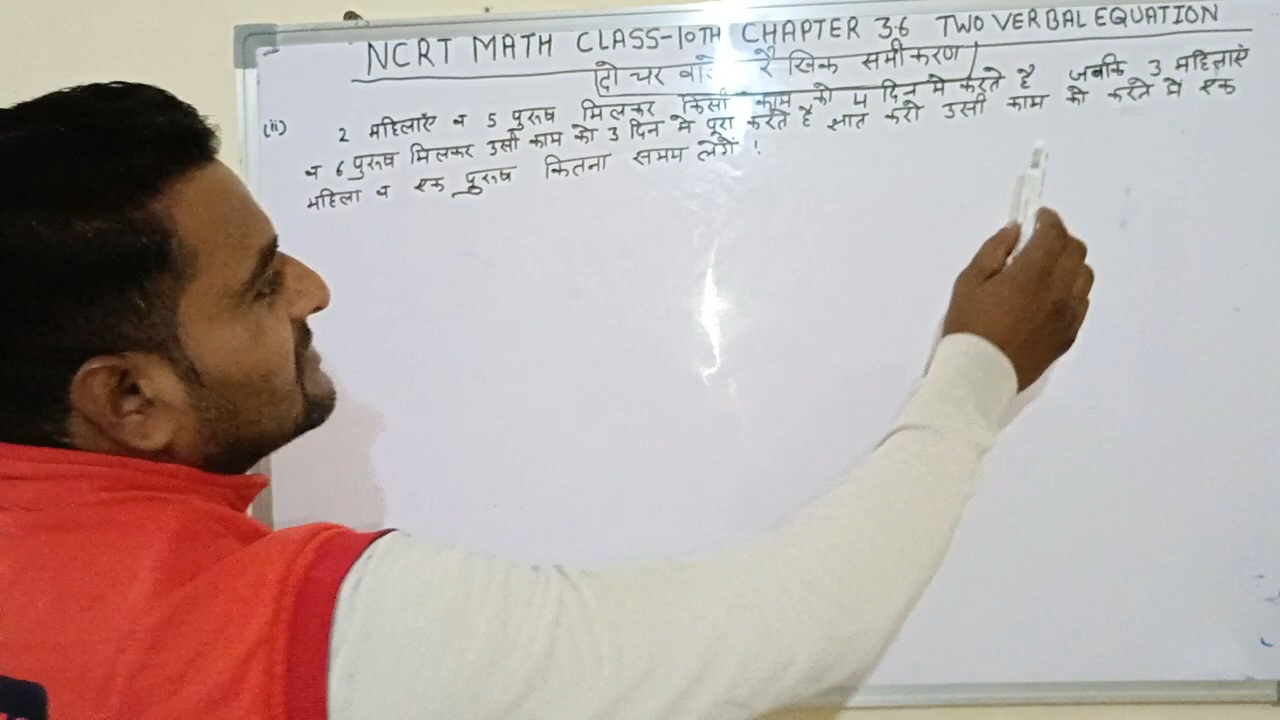 NCRT MATH CLASS-10TH CHAPTER 3.6 TWO VERBAL EQUATION
दो चर वाले रैखिक समीकरण
(ii) 2 महिलाएं व 5 पुरुष मिलकर किसी काम को 4 दिन मे करते है जबकि 3 महिलाएं
व 6 पुरुष मिलकर उसी काम को 3 दिन मे पूरा करते है ज्ञात करो उसी काम को करने मे एक
महिला व एक पुरुष कितना समय लेगें !